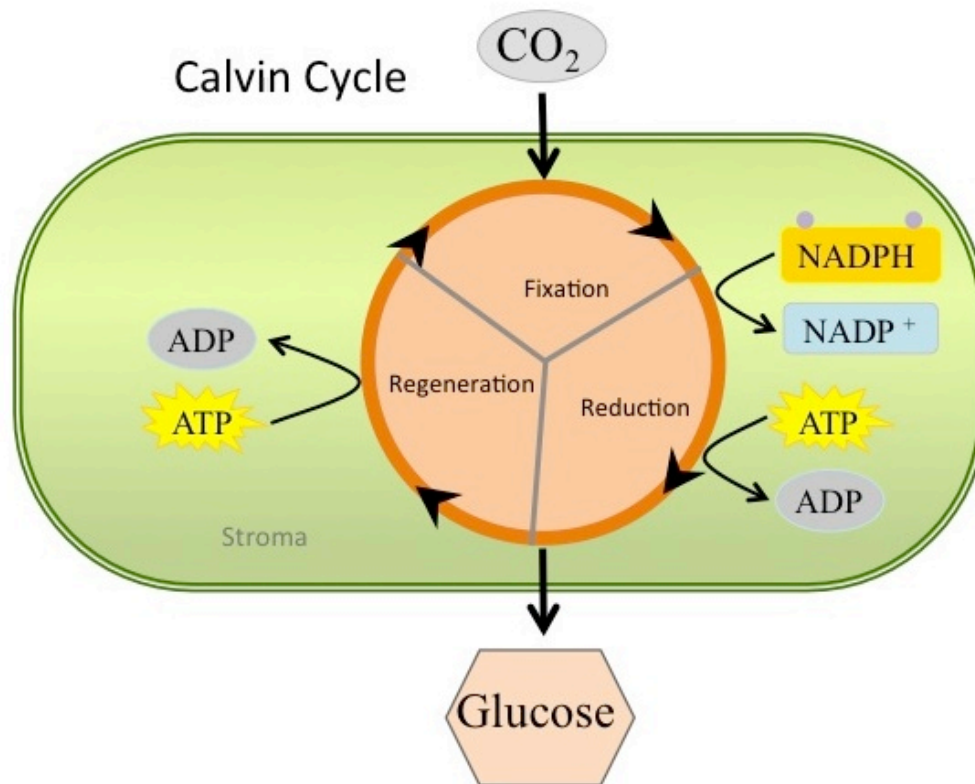 CO₂
Calvin Cycle
NADPH
Fixation
NADP⁺
ADP
Regeneration
Reduction
ATP
ATP
ADP
Stroma
Glucose